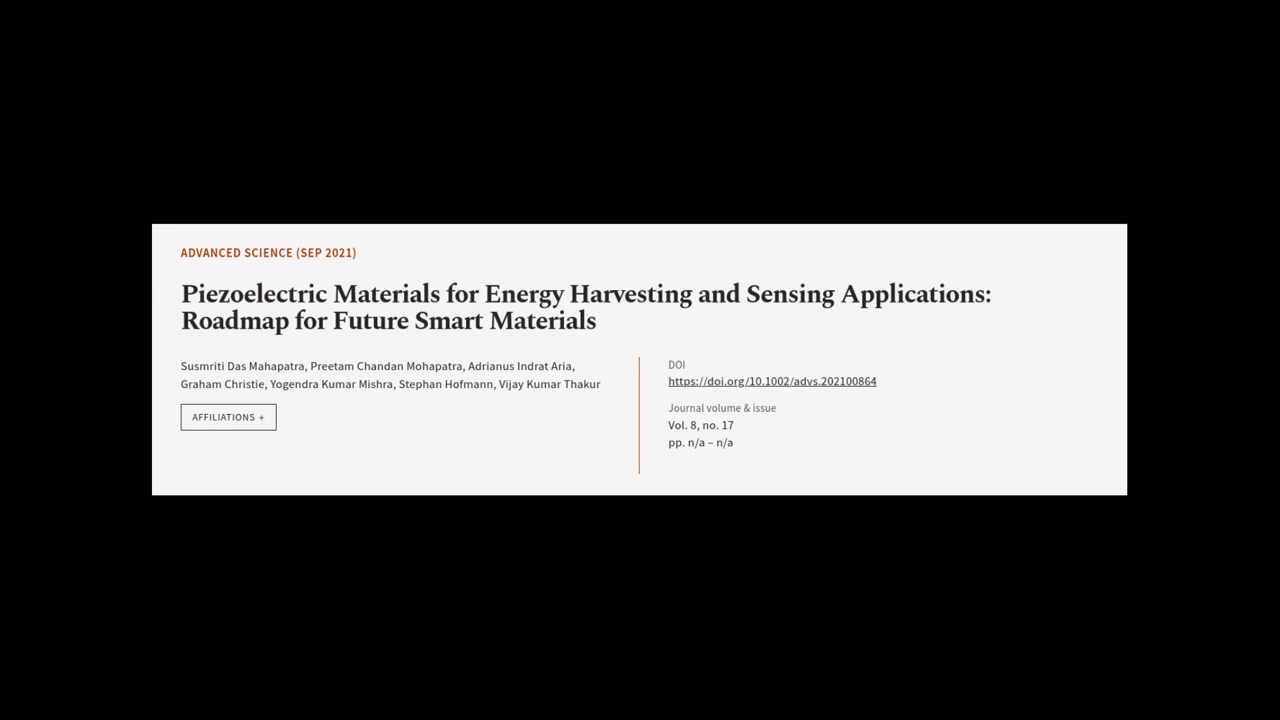 ADVANCED SCIENCE (SEP 2021)
Piezoelectric Materials for Energy Harvesting and Sensing Applications:
Roadmap for Future Smart Materials
Susmriti Das Mahapatra, Preetam Chandan Mohapatra, Adrianus Indrat Aria,
Graham Christie, Yogendra Kumar Mishra, Stephan Hofmann, Vijay Kumar Thakur
AFFILIATIONS +
DOI
https://doi.org/10.1002/advs.202100864
Journal volume & issue
Vol. 8, no. 17
pp. n/a – n/a